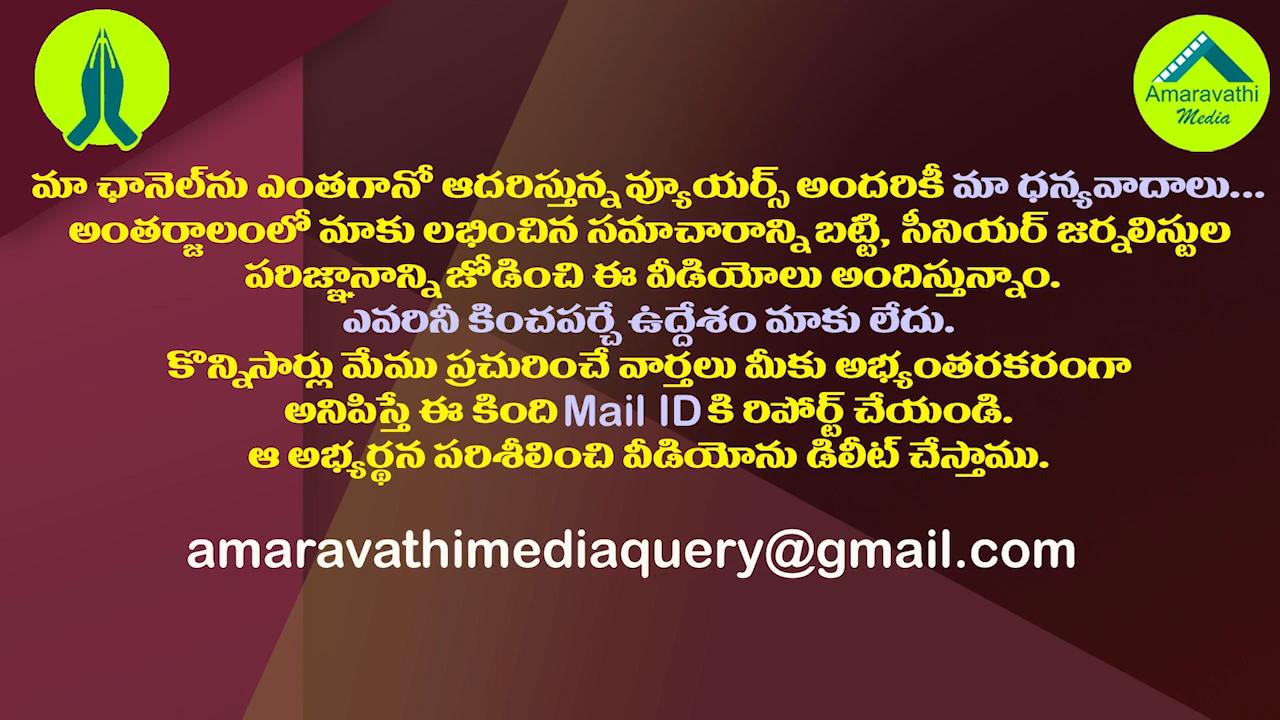 Amaravathi
Media
మా ఛానెల్‌ను ఎంతగానో ఆదరిస్తున్న వ్యూయర్స్ అందరికీ మా ధన్యవాదాలు...
అంతర్జాలంలో మాకు లభించిన సమాచారాన్ని బట్టి, సీనియర్ జర్నలిస్టుల
పరిజ్ఞానాన్ని జోడించి ఈ వీడియోలు అందిస్తున్నాం.
ఎవరినీ కించపర్చే ఉద్దేశం మాకు లేదు.
కొన్నిసార్లు మేము ప్రచురించే వార్తలు మీకు అభ్యంతరకరంగా
అనిపిస్తే ఈ కింది Mail ID కి రిపోర్ట్ చేయండి.
ఆ అభ్యర్థన పరిశీలించి వీడియోను డిలీట్ చేస్తాము.
amaravathimediaquery@gmail.com